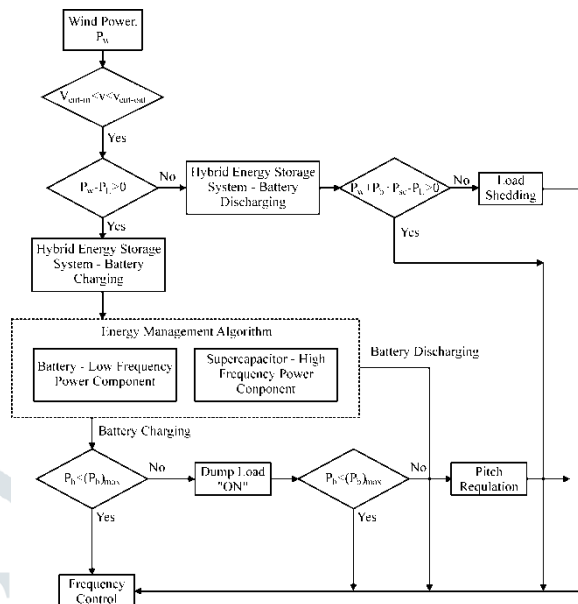 Wind Power.
Pw
Vcut-in<v<vcut-out
Yes
Pw-PL>0
No
Hybrid Energy Storage
System - Battery
Discharging
Pw+Pb+Psc-PL>0
No
Load
Shedding
Yes
Yes
Hybrid Energy Storage
System - Battery
Charging
Energy Management Algorithm
Battery - Low Frequency
Power Component
Supercapacitor - High
Frequency Power
Conponent
Battery Discharging
Battery Charging
Pb<(Pb)max
No
Dump Load
"ON"
Pb<(Pb)max
No
Pitch
Requlation
Yes
Yes
Frequency
Control